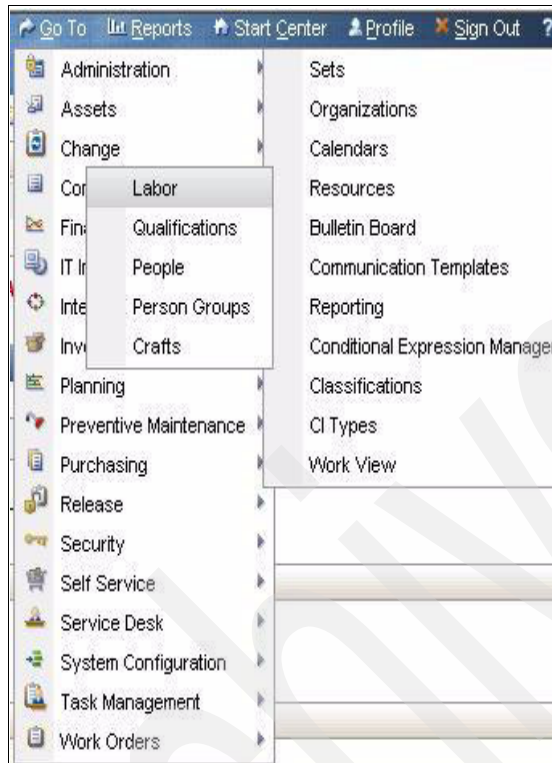 Go To Reports Start Center Profile Sign Out ?
Administration
Assets
Change
Labor
Qualifications
People
Person Groups
Crafts
Planning
Preventive Maintenance
Purchasing
Release
Security
Self Service
Service Desk
System Configuration
Task Management
Work Orders
Sets
Organizations
Calendars
Resources
Bulletin Board
Communication Templates
Reporting
Conditional Expression
Classifications
CI Types
Work View